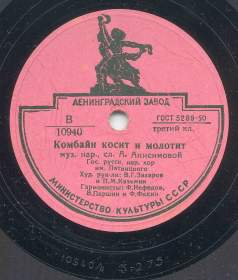 ЛЕНИНГРАДСКИЙ ЗАВОД
В
10940
ГОСТ 5289-50
третий кл.
Комбайн косит и молотит
муз. нар., сл. А. Анисимовой
Гос. русск. нар. хор
им. Пятницкого
Худ. рук-ли: В.Г. Захаров
и П.М. Казьмин
Гармонисты: Ф. Нефедов,
В. Паршин и Ф. Факин
МИНИСТЕРСТВО КУЛЬТУРЫ СССР